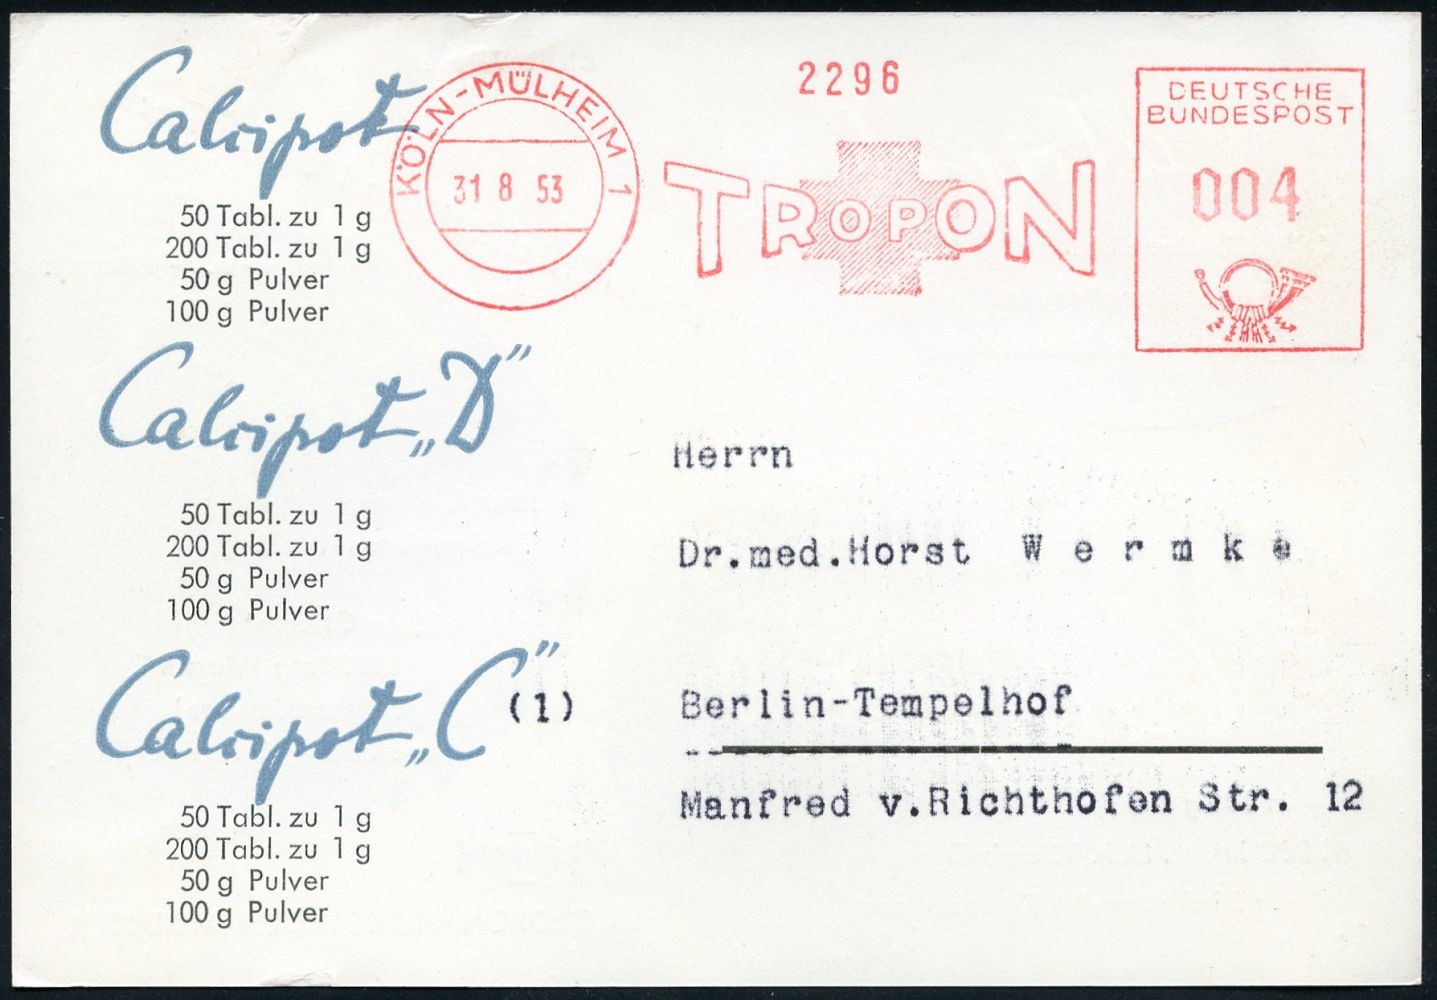 Calcipot
50 Tabl. zu 1 g
200 Tabl. zu 1 g
50 g Pulver
100 g Pulver
Calcipot „D”
50 Tabl. zu 1 g
200 Tabl. zu 1 g
50 g Pulver
100 g Pulver
Calcipot „C”
(1)
50 Tabl. zu 1 g
200 Tabl. zu 1 g
50 g Pulver
100 g Pulver
KÖLN-MÜLHEIM 1
31 8 53
2296
TROPON
DEUTSCHE
BUNDESPOST
004
Herrn
Dr.med.Horst W e r m k e
Berlin-Tempelhof
Manfred v.Richthofen Str. 12